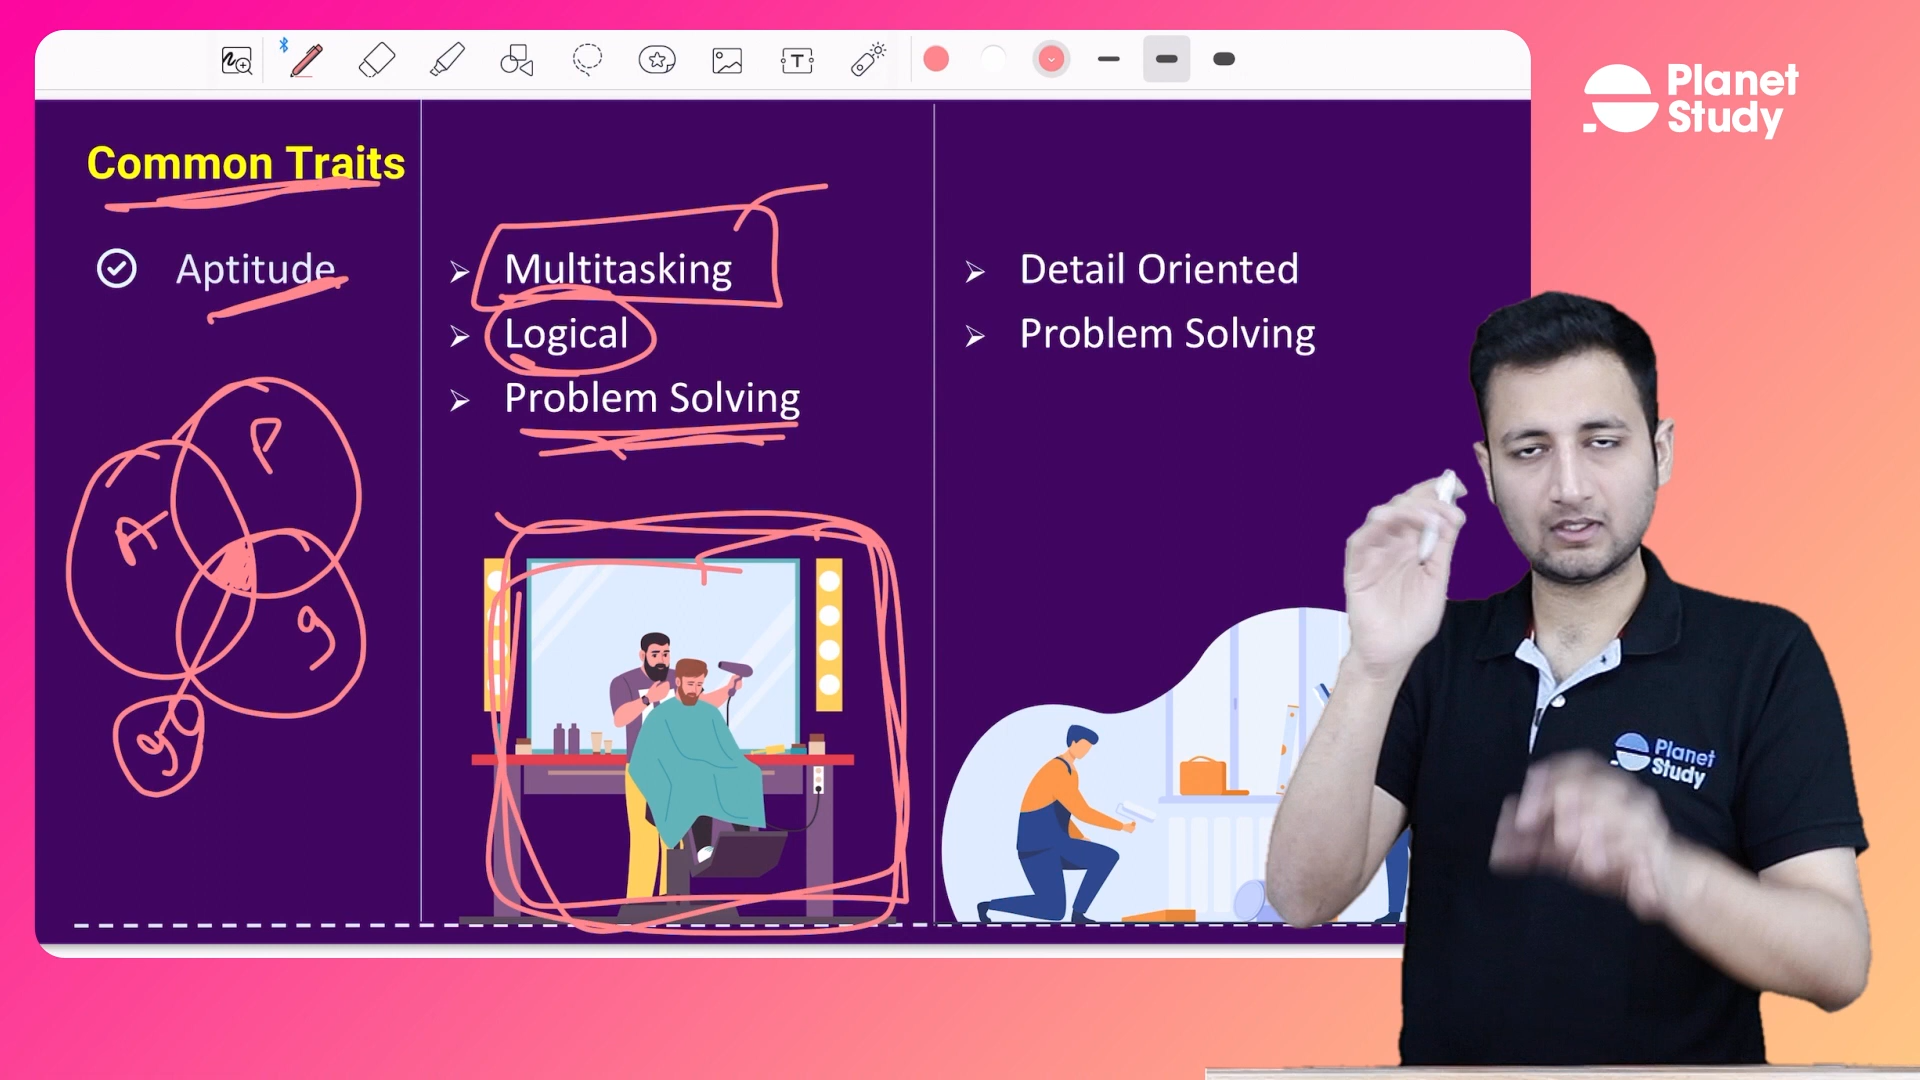 Common Traits
Aptitude
Multitasking
Logical
Problem Solving
Detail Oriented
Problem Solving
A
P
g
T
Planet
Study
Planet
Study